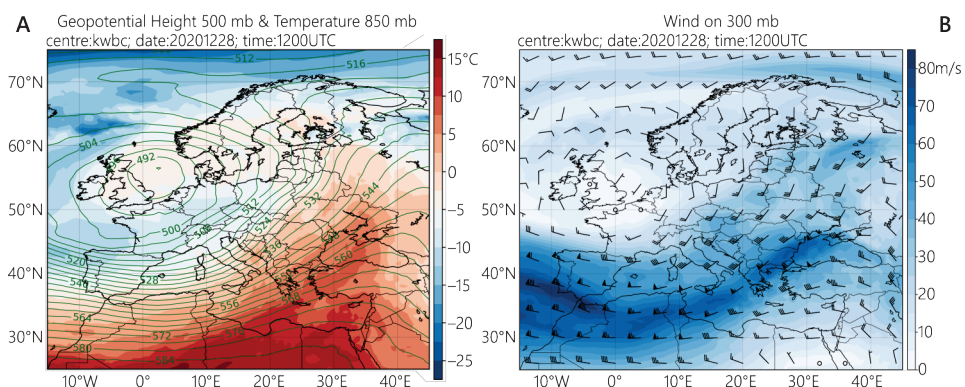 A
Geopotential Height 500 mb & Temperature 850 mb
centre:kwbc; date:20201228; time:1200UTC
70°N
60°N
50°N
40°N
30°N
10°W 0° 10°E 20°E 30°E 40°E
512
516
504
492
500
512
532
544
524
536
520
528
560
556
564
572
580
15°C
10
5
0
−5
−10
−15
−20
−25
Wind on 300 mb
B
centre:kwbc; date:20201228; time:1200UTC
70°N
60°N
50°N
40°N
30°N
10°W 0° 10°E 20°E 30°E 40°E
80m/s
70
60
50
40
30
20
10
0